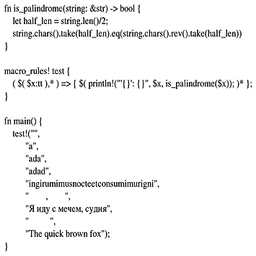 fn is_palindrome(string: &str) -> bool {
let half_len = string.len()/2;
string.chars().take(half_len).eq(string.chars().rev().take(half_len))
}
macro_rules! test {
( $( $x:tt ),* ) => { $( println!("'{}': {}", $x, is_palindrome($x)); )* };
}
fn main() {
test!("",
"a",
"ada",
"adad",
"ingirumimusnocteetconsumimurigni",
" , ",
"Я иду с мечем, судия",
" ",
"The quick brown fox");
}